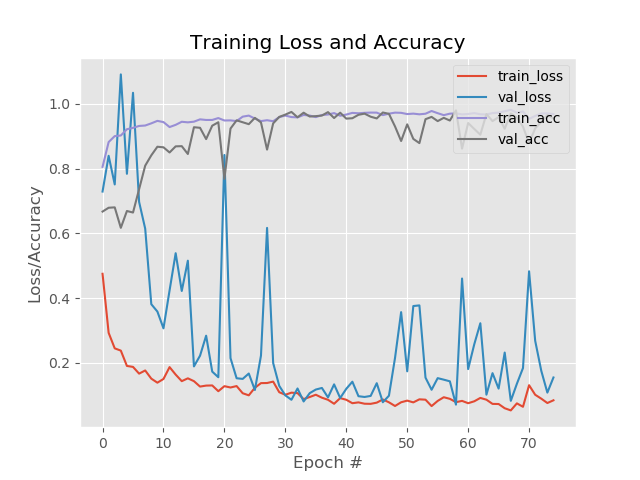 Training Loss and Accuracy
train_loss
val_loss
train_acc
val_acc
Loss/Accuracy
1.0
0.8
0.6
0.4
0.2
0 10 20 30 40 50 60 70
Epoch #